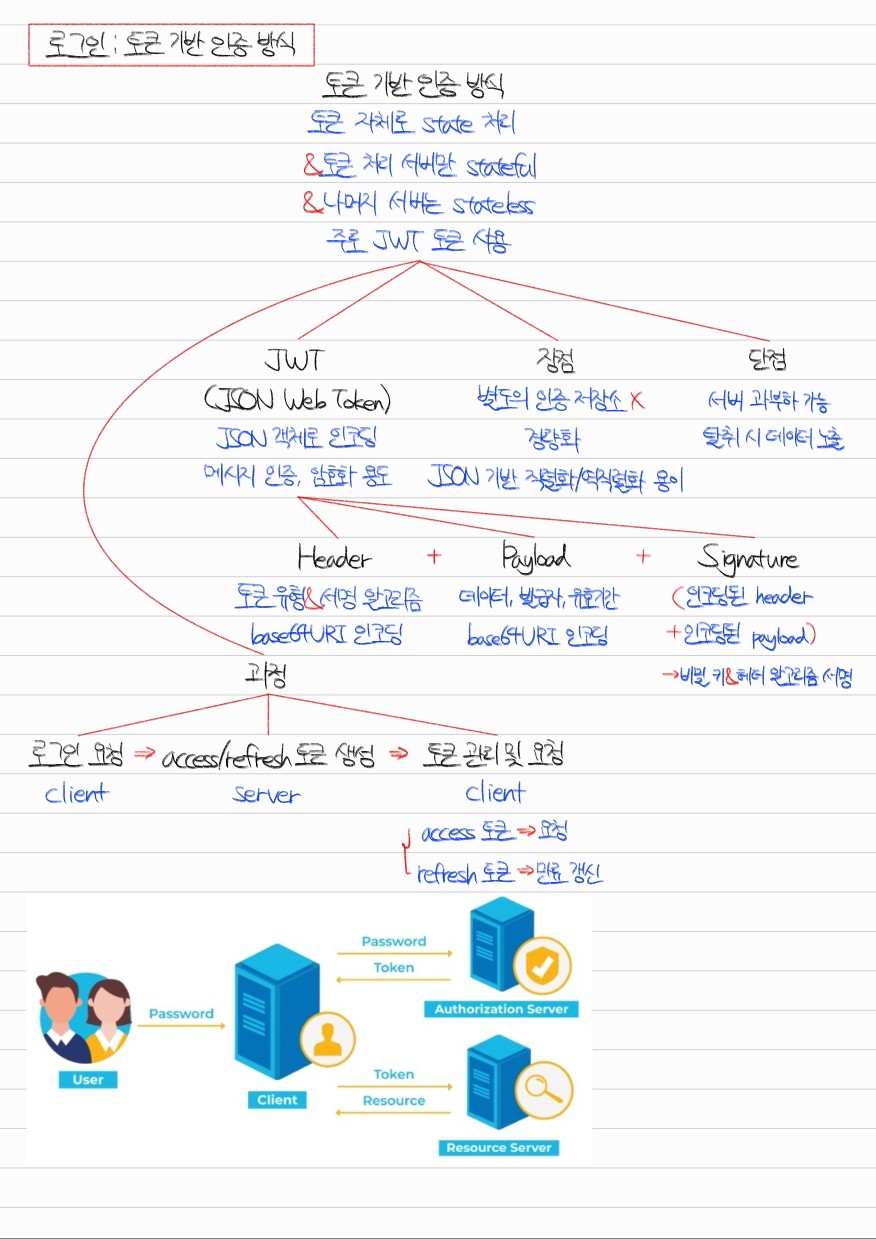 로그인 : 토큰 기반 인증 방식
토큰 기반 인증 방식
토큰 자체로 state 처리
&토큰 처리 서버만 stateful
&나머지 서버는 stateless
주로 JWT 토큰 사용
JWT 장점 단점
(JSON Web Token) 별도의 인증 저장소 X 서버 과부하 가능
JSON 객체로 인코딩 경량화 탈취 시 데이터 노출
메시지 인증, 암호화 용도 JSON 기반 직렬화/역직렬화 용이
Header + Payload + Signature
토큰 유형&서명 알고리즘 데이터, 발급자, 유효기간 (인코딩된 header
base64URI 인코딩 base64URI 인코딩 +인코딩된 payload)
과정 →비밀 키&헤더 알고리즘 서명
로그인 요청 ⇒ access/refresh 토큰 생성 ⇒ 토큰 관리 및 요청
client server client
access 토큰 ⇒ 요청
refresh 토큰 ⇒ 만료 갱신
Password
Token
Authorization Server
Password
User
Client
Token
Resource
Resource Server